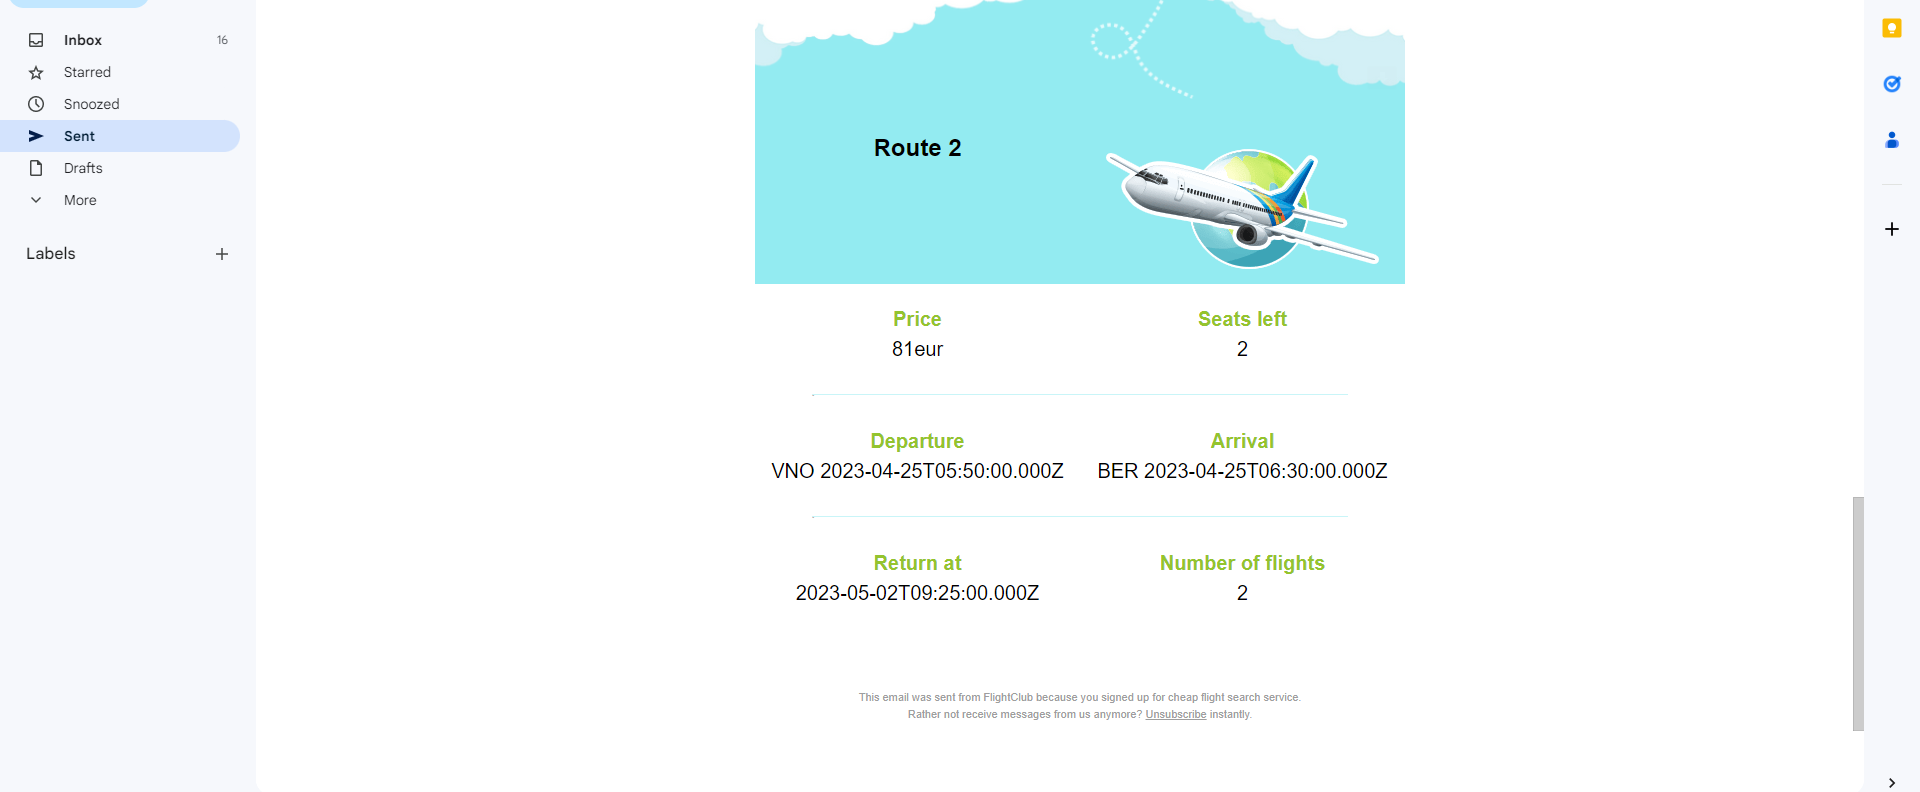 Inbox 16
Starred
Snoozed
Sent
Drafts
More
Labels
Route 2
Price Seats left
81eur 2
Departure Arrival
VNO 2023-04-25T05:50:00.000Z BER 2023-04-25T06:30:00.000Z
Return at Number of flights
2023-05-02T09:25:00.000Z 2
This email was sent from FlightClub because you signed up for cheap flight search service.
Rather not receive messages from us anymore? Unsubscribe instantly.